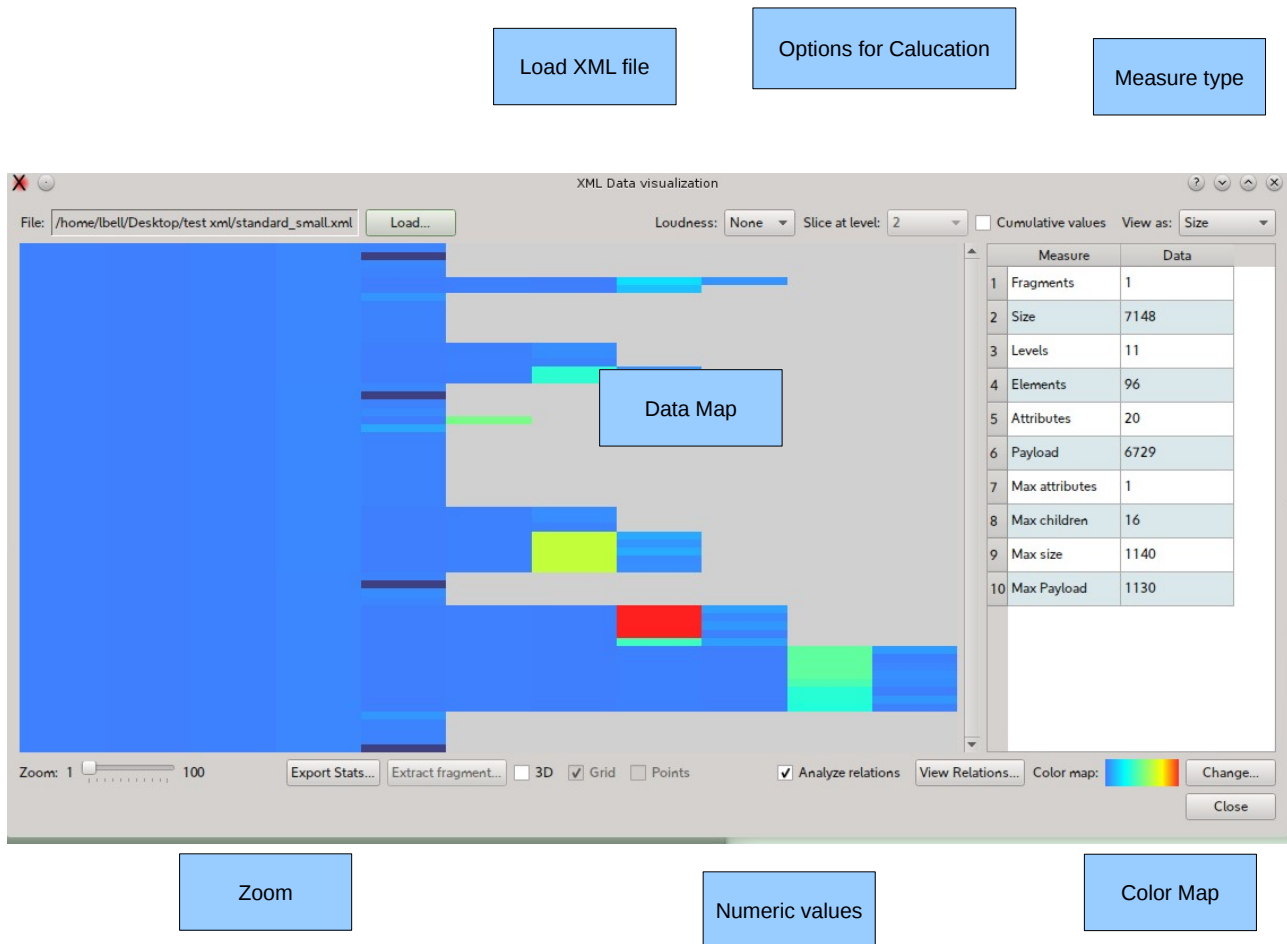 Options for Calucation
Load XML file
Measure type
XML Data visualization
File: /home/lbell/Desktop/test xml/standard_small.xml Load... Loudness: None Slice at level: 2 Cumulative values View as: Size
Measure Data
1 Fragments 1
2 Size 7148
3 Levels 11
4 Elements 96
5 Attributes 20
6 Payload 6729
7 Max attributes 1
8 Max children 16
9 Max size 1140
10 Max Payload 1130
Data Map
Zoom: 1 100 Export Stats... Extract fragment... 3D Grid Points Analyze relations View Relations... Color map: Change...
Close
Zoom
Numeric values
Color Map